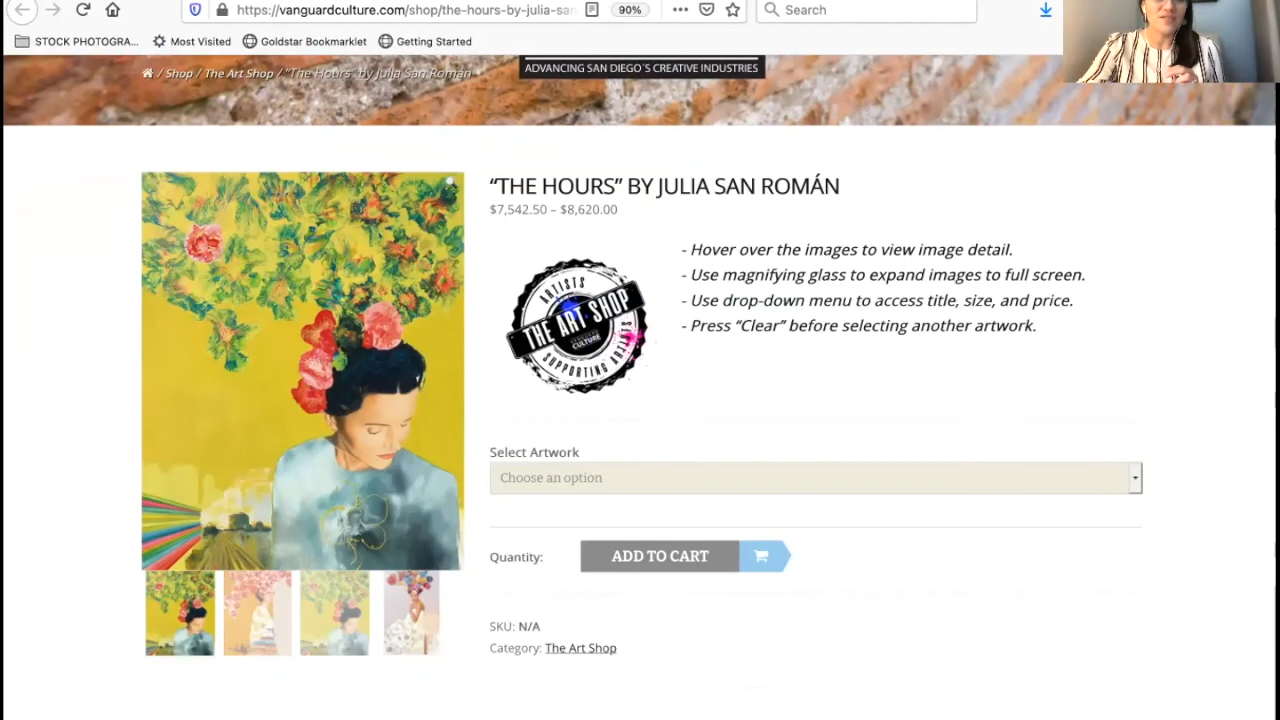 https://vanguardculture.com/shop/the-hours-by-julia-san
90%
Search
STOCK PHOTOGRA...
Most Visited
Goldstar Bookmarklet
Getting Started
/ Shop / The Art Shop / “The Hours” by Julia San Román
ADVANCING SAN DIEGO'S CREATIVE INDUSTRIES
“THE HOURS” BY JULIA SAN ROMÁN
$7,542.50 – $8,620.00
- Hover over the images to view image detail.
- Use magnifying glass to expand images to full screen.
- Use drop-down menu to access title, size, and price.
- Press “Clear” before selecting another artwork.
ARTISTS
THE ART SHOP
CULTURE
SUPPORTING
Select Artwork
Choose an option
Quantity:
ADD TO CART
SKU: N/A
Category: The Art Shop